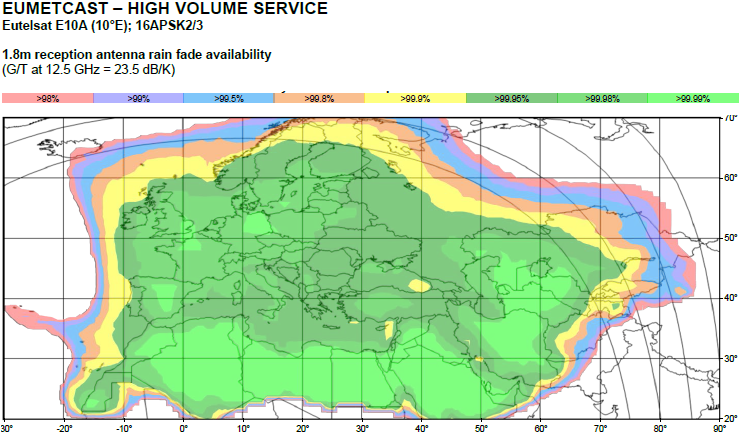 EUMETCAST – HIGH VOLUME SERVICE
Eutelsat E10A (10°E); 16APSK2/3
1.8m reception antenna rain fade availability
(G/T at 12.5 GHz = 23.5 dB/K)
>98% >99% >99.5% >99.8% >99.9% >99.95% >99.98% >99.99%
70°
60°
50°
40°
30°
20°
30° -20° -10° 0° 10° 20° 30° 40° 50° 60° 70° 80° 90°